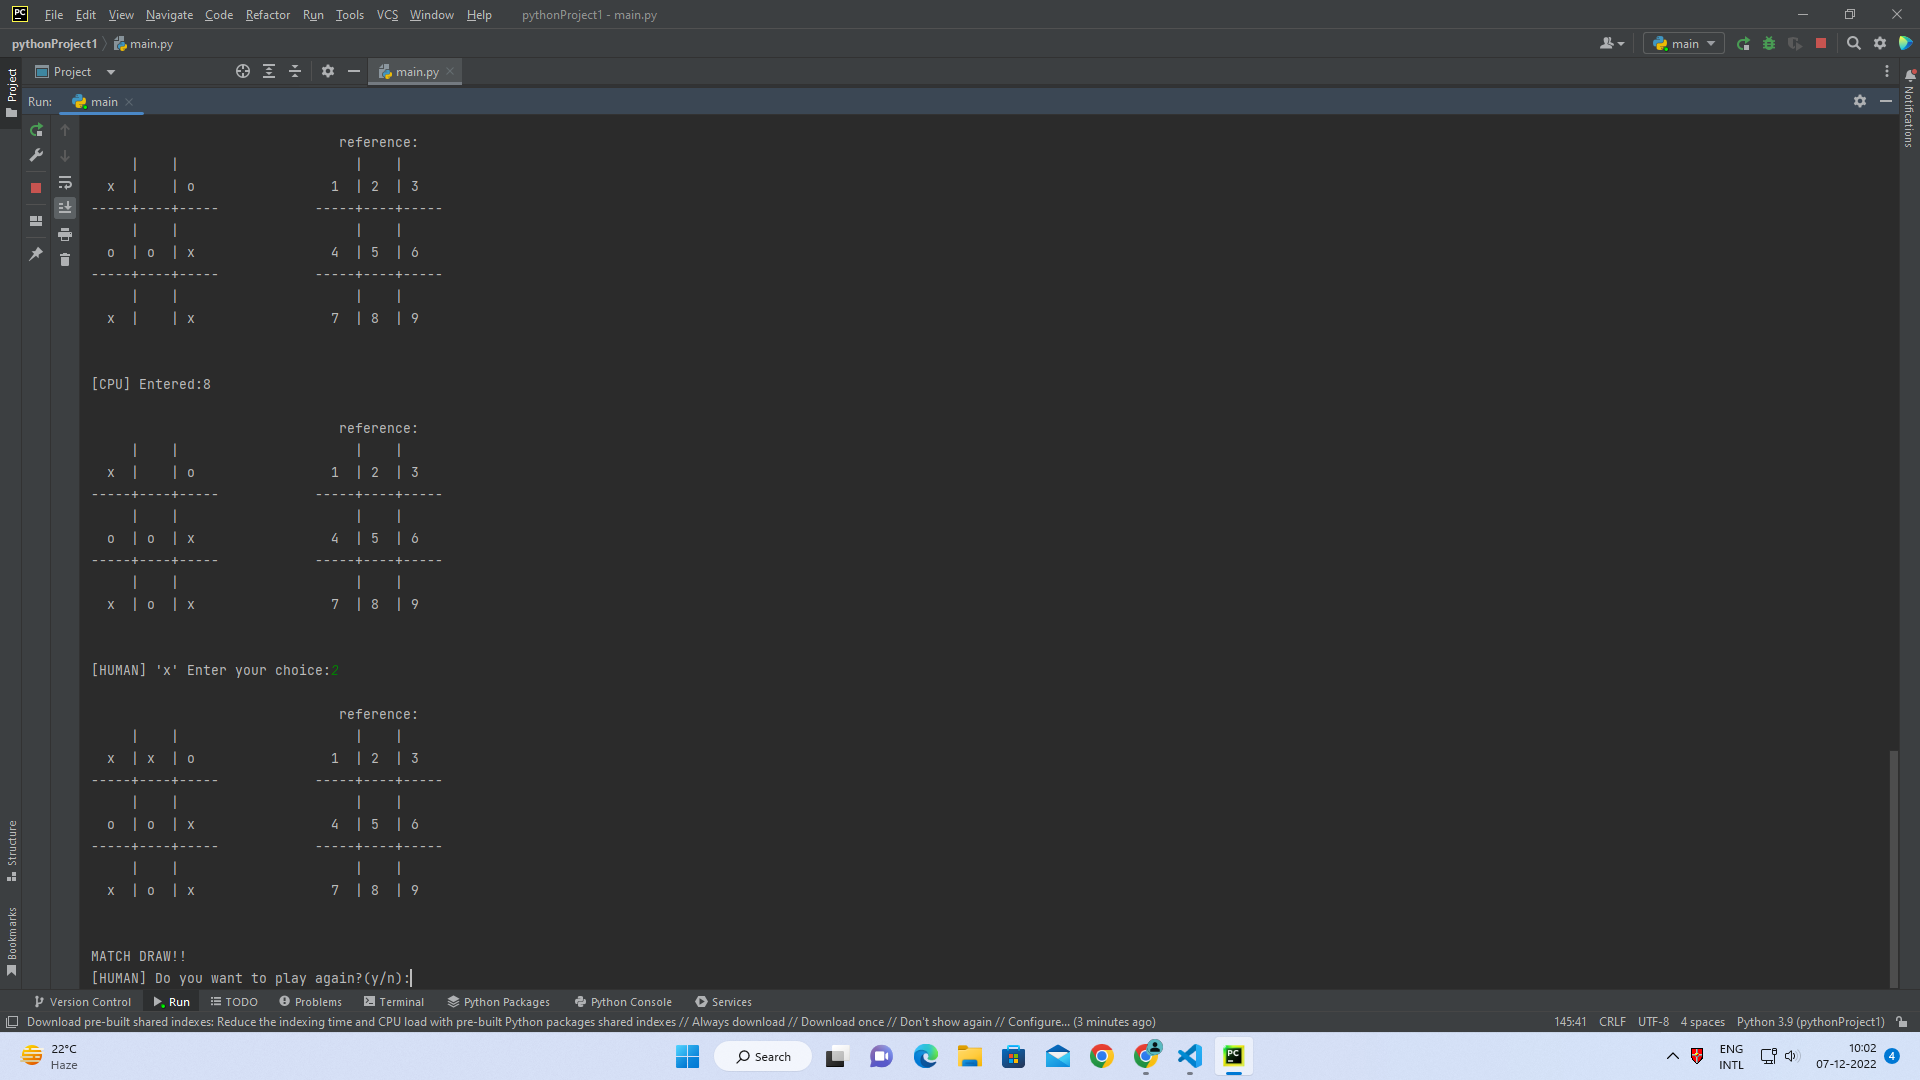 PC File Edit View Navigate Code Refactor Run Tools VCS Window Help pythonProject1 - main.py
pythonProject1 main.py main
Project main.py
Run: main
Project
Notifications
Structure
Bookmarks
reference:
| | | |
x | | o 1 | 2 | 3
-----+----+----- -----+----+-----
| | | |
o | o | x 4 | 5 | 6
-----+----+----- -----+----+-----
| | | |
x | | x 7 | 8 | 9
[CPU] Entered:8
reference:
| | | |
x | | o 1 | 2 | 3
-----+----+----- -----+----+-----
| | | |
o | o | x 4 | 5 | 6
-----+----+----- -----+----+-----
| | | |
x | o | x 7 | 8 | 9
[HUMAN] 'x' Enter your choice:2
reference:
| | | |
x | x | o 1 | 2 | 3
-----+----+----- -----+----+-----
| | | |
o | o | x 4 | 5 | 6
-----+----+----- -----+----+-----
| | | |
x | o | x 7 | 8 | 9
MATCH DRAW!!
[HUMAN] Do you want to play again?(y/n):
Version Control Run TODO Problems Terminal Python Packages Python Console Services
Download pre-built shared indexes: Reduce the indexing time and CPU load with pre-built Python packages shared indexes // Always download // Download once // Don't show again // Configure... (3 minutes ago) 145:41 CRLF UTF-8 4 spaces Python 3.9 (pythonProject1)
22°C
Haze
Search
PC
ENG
INTL
10:02
07-12-2022
4